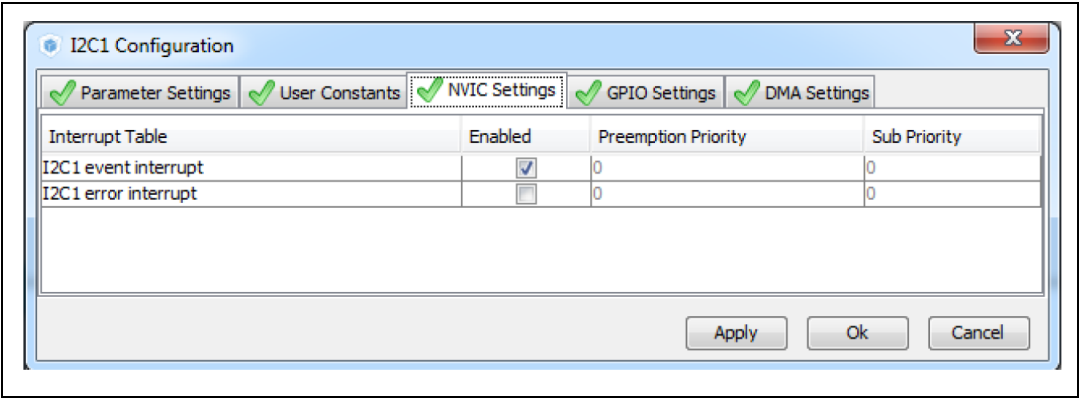 I2C1 Configuration
Parameter Settings User Constants NVIC Settings GPIO Settings DMA Settings
Interrupt Table Enabled Preemption Priority Sub Priority
I2C1 event interrupt 0 0
I2C1 error interrupt 0 0
Apply Ok Cancel